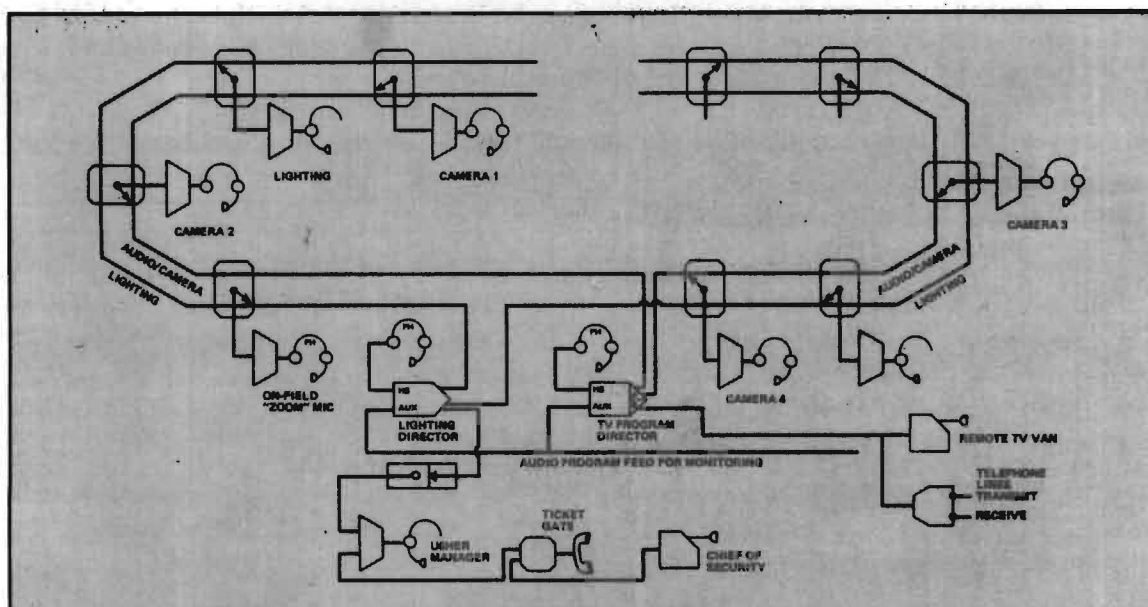 LIGHTING
CAMERA 1
CAMERA 2
CAMERA 3
AUDIO/CAMERA
LIGHTING
AUDIO/CAMERA
LIGHTING
PH
ON-FIELD
"ZOOM" MIC
PH
HS
AUX
LIGHTING
DIRECTOR
PH
HS
AUX
TV PROGRAM
DIRECTOR
CAMERA 4
AUDIO PROGRAM FEED FOR MONITORING
REMOTE TV VAN
TELEPHONE
LINES
TRANSMIT
RECEIVE
USHER
MANAGER
TICKET
GATE
CHIEF OF
SECURITY